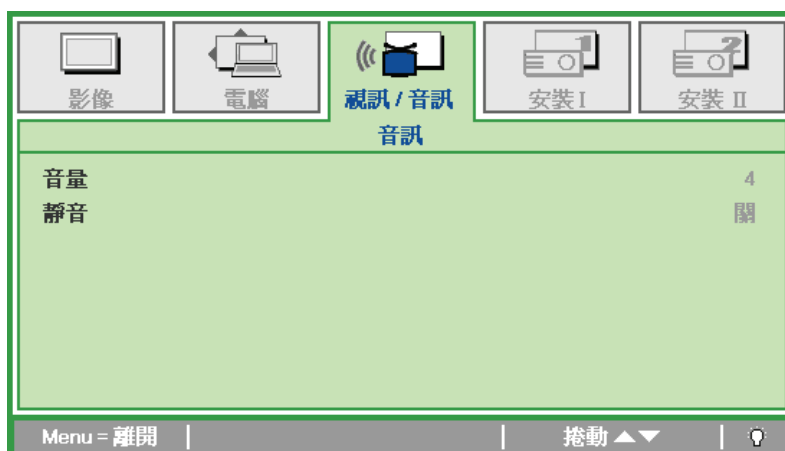 影像
電腦
視訊 / 音訊
安裝 I
安裝 II
音訊
音量 4
靜音 關
Menu = 離開 捲動 ▲▼